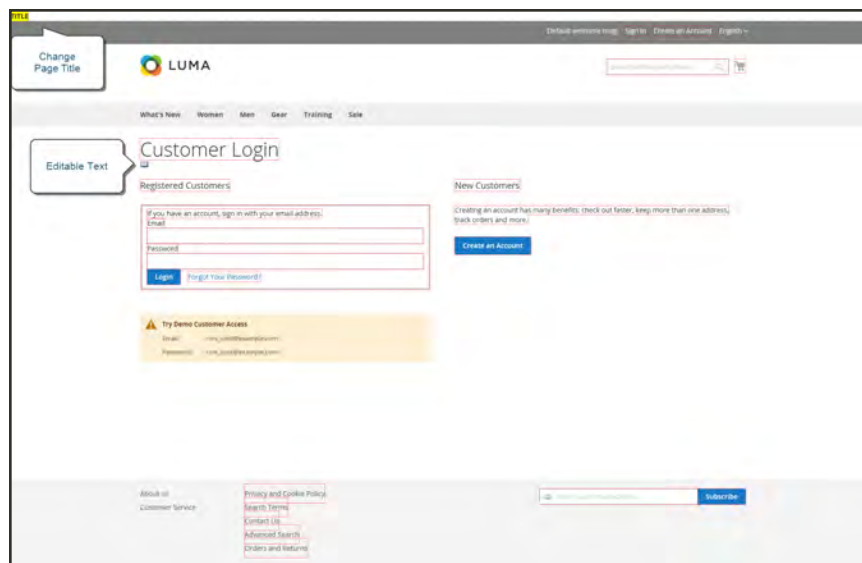 TITLE
Default welcome msg! Sign In Create an Account English
Change
Page Title
LUMA
What's New Women Men Gear Training Sale
Customer Login
Editable Text
Registered Customers
New Customers
If you have an account, sign in with your email address.
Email
Password
Login Forgot Your Password?
Creating an account has many benefits: check out faster, keep more than one address,
track orders and more.
Create an Account
Try Demo Customer Access
Email:
Password:
About us
Customer Service
Privacy and Cookie Policy
Search Terms
Contact Us
Advanced Search
Orders and Returns
Subscribe